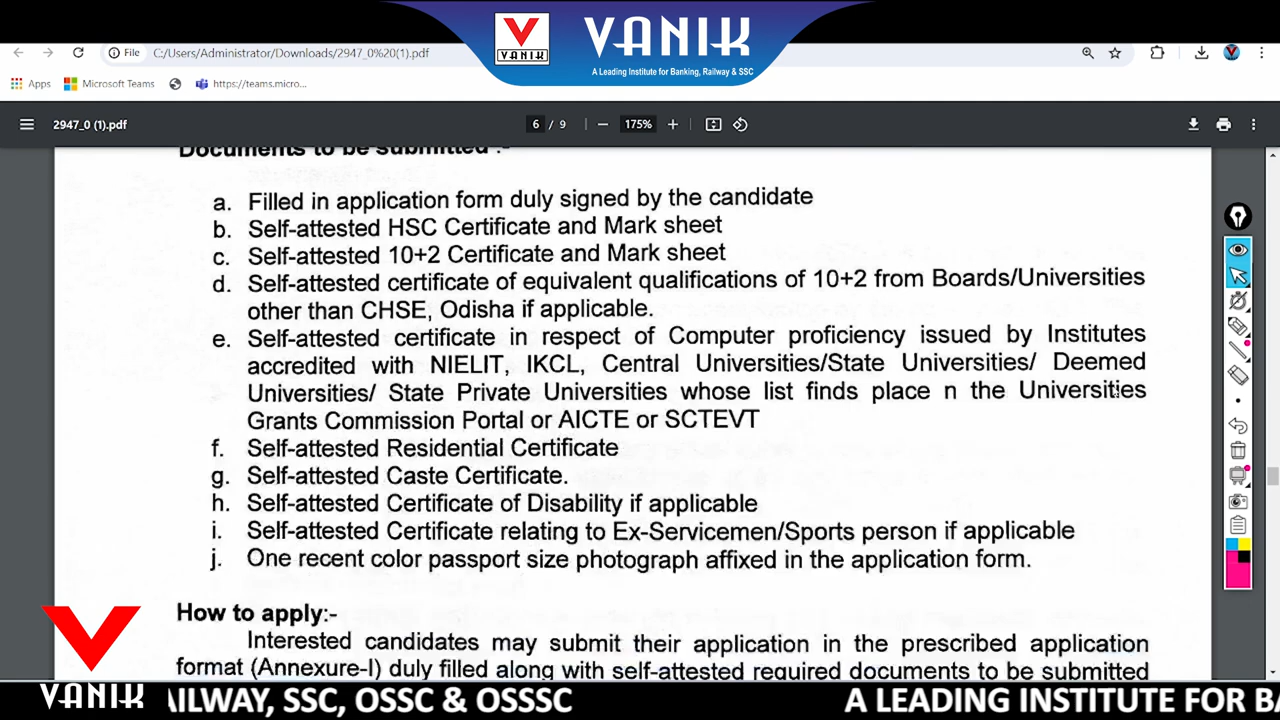 VANIK
VANIK
A Leading Institute for Banking, Railway & SSC
File C:/Users/Administrator/Downloads/2947_0%20(1).pdf
Apps Microsoft Teams https://teams.micro...
2947_0 (1).pdf 6 / 9 175%
Documents to be submitted :-
a. Filled in application form duly signed by the candidate
b. Self-attested HSC Certificate and Mark sheet
c. Self-attested 10+2 Certificate and Mark sheet
d. Self-attested certificate of equivalent qualifications of 10+2 from Boards/Universities
other than CHSE, Odisha if applicable.
e. Self-attested certificate in respect of Computer proficiency issued by Institutes
accredited with NIELIT, IKCL, Central Universities/State Universities/ Deemed
Universities/ State Private Universities whose list finds place n the Universities
Grants Commission Portal or AICTE or SCTEVT
f. Self-attested Residential Certificate
g. Self-attested Caste Certificate.
h. Self-attested Certificate of Disability if applicable
i. Self-attested Certificate relating to Ex-Servicemen/Sports person if applicable
j. One recent color passport size photograph affixed in the application form.
How to apply:-
Interested candidates may submit their application in the prescribed application
format (Annexure-I) duly filled along with self-attested required documents to be submitted
VANIK
AILWAY, SSC, OSSC & OSSSC A LEADING INSTITUTE FOR BA